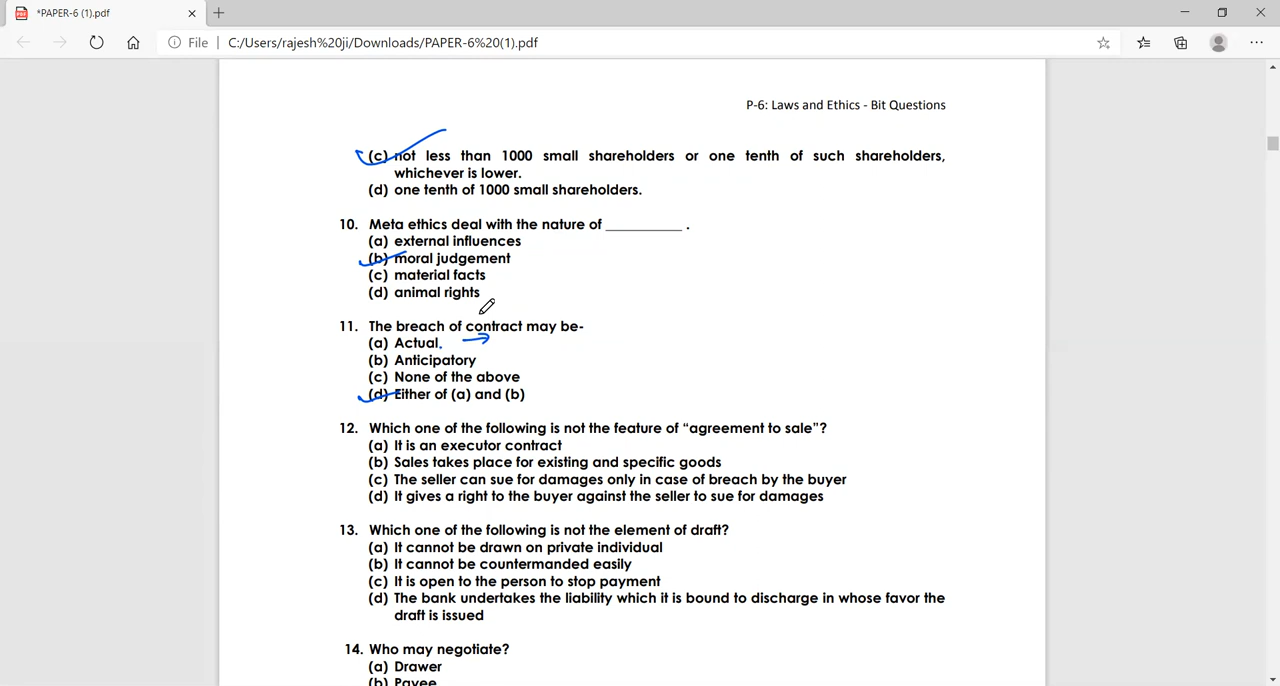 *PAPER-6 (1).pdf
File | C:/Users/rajesh%20ji/Downloads/PAPER-6%20(1).pdf
P-6: Laws and Ethics - Bit Questions
(c) not less than 1000 small shareholders or one tenth of such shareholders,
whichever is lower.
(d) one tenth of 1000 small shareholders.
10. Meta ethics deal with the nature of __________ .
(a) external influences
(b) moral judgement
(c) material facts
(d) animal rights
11. The breach of contract may be-
(a) Actual.
(b) Anticipatory
(c) None of the above
(d) Either of (a) and (b)
12. Which one of the following is not the feature of “agreement to sale”?
(a) It is an executor contract
(b) Sales takes place for existing and specific goods
(c) The seller can sue for damages only in case of breach by the buyer
(d) It gives a right to the buyer against the seller to sue for damages
13. Which one of the following is not the element of draft?
(a) It cannot be drawn on private individual
(b) It cannot be countermanded easily
(c) It is open to the person to stop payment
(d) The bank undertakes the liability which it is bound to discharge in whose favor the
draft is issued
14. Who may negotiate?
(a) Drawer
(b) Payee